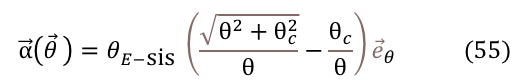 α⃗(θ⃗) = θ_{E−sis} (√(θ² + θ_c²)/θ − θ_c/θ) e⃗_θ (55)